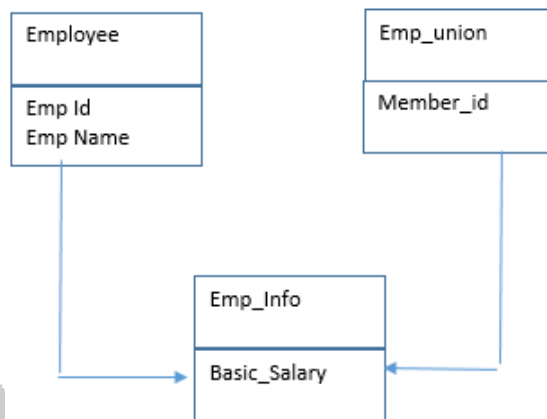 Employee
Emp Id
Emp Name
Emp_union
Member_id
Emp_Info
Basic_Salary